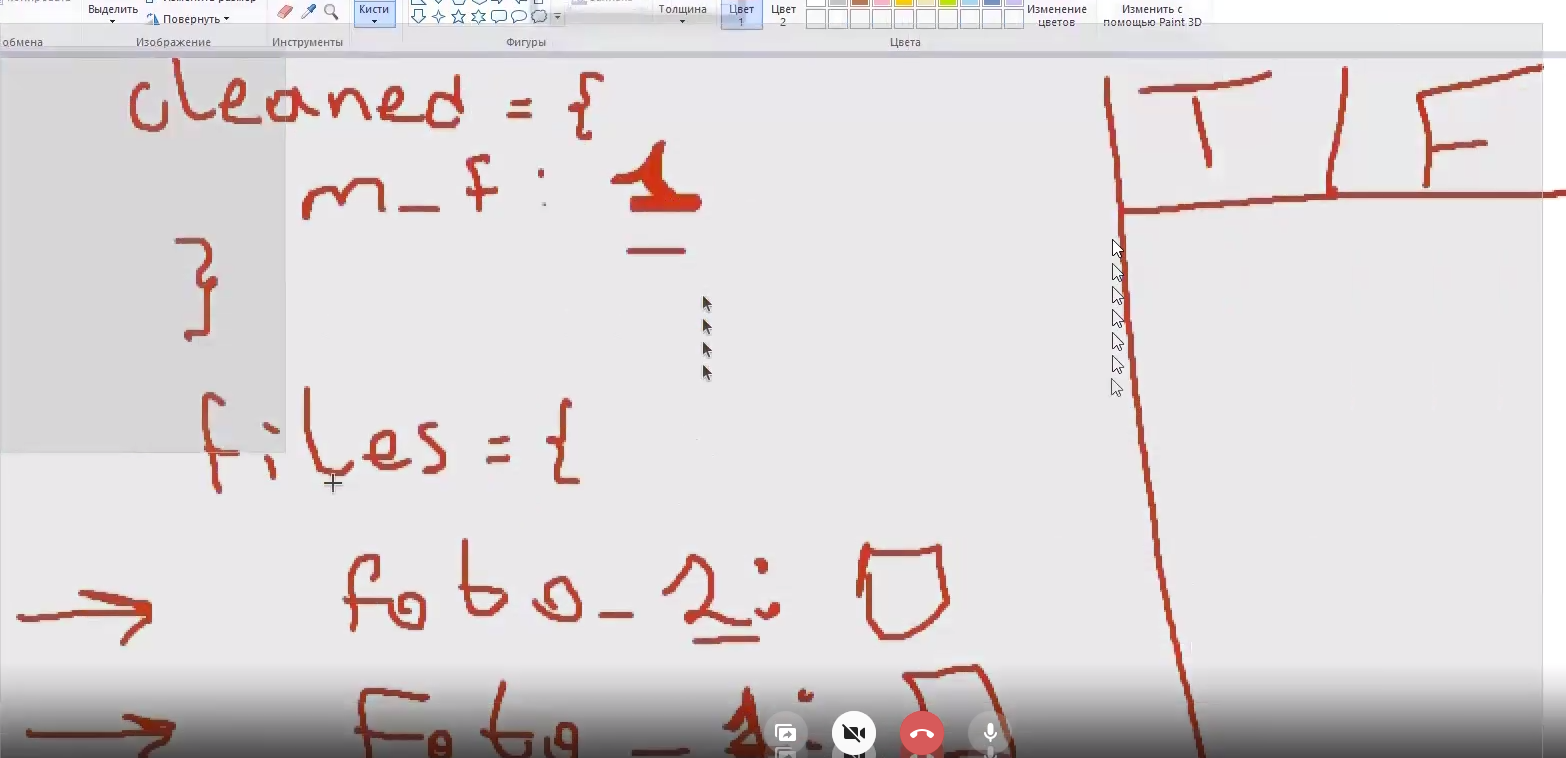 Выделить
Повернуть
Кисти
Толщина
Цвет 1
Цвет 2
Изменение цветов
Изменить с помощью Paint 3D
обмена
Изображение
Инструменты
Фигуры
Цвета
cleaned = {
m_f : 1
}
T F
files = {
foto_2:
Foto_1: